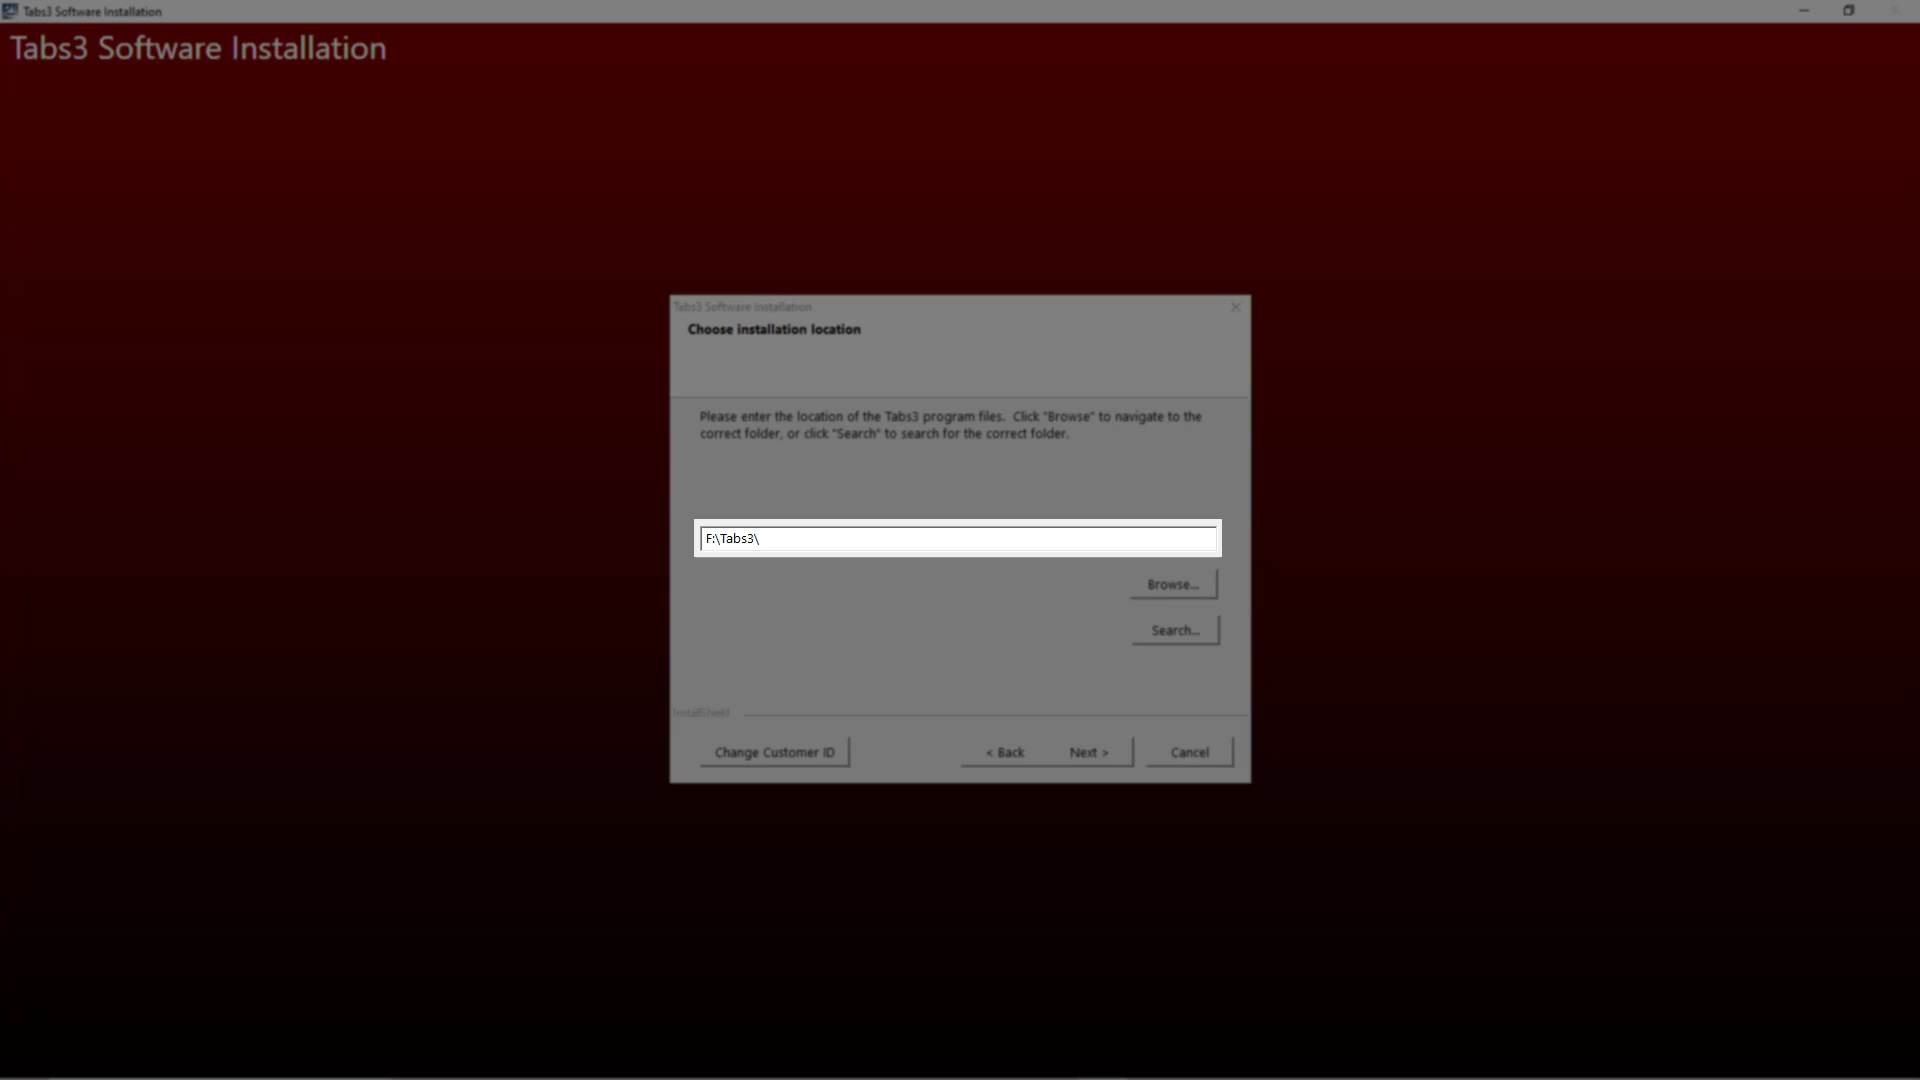 Tabs3 Software Installation
Tabs3 Software Installation
Tabs3 Software Installation
Choose installation location
Please enter the location of the Tabs3 program files.  Click "Browse" to navigate to the
correct folder, or click "Search" to search for the correct folder.
F:\Tabs3\
Browse...
Search...
InstallShield
Change Customer ID
< Back
Next >
Cancel